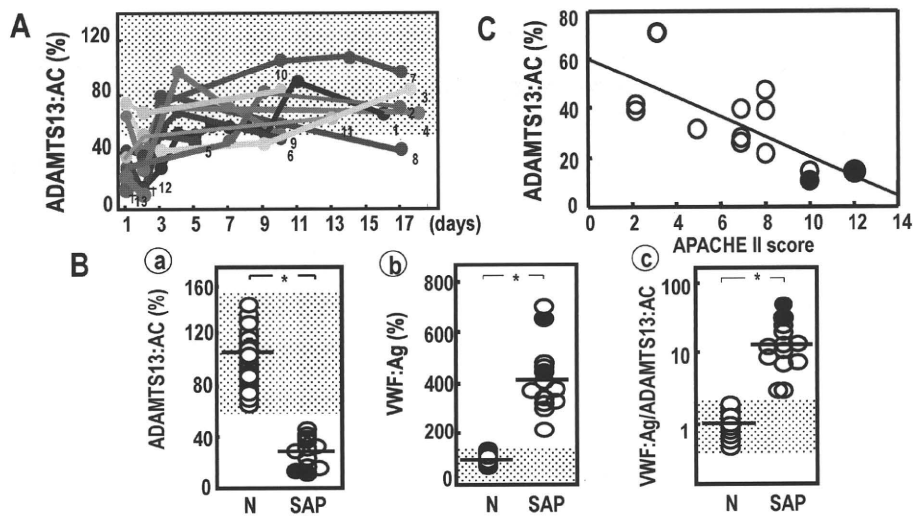 A
ADAMTS13:AC (%)
120
80
40
0
10
7
3
2
11
1
4
9
5
6
8
12
13
1 3 5 7 9 11 13 15 17 (days)
C
ADAMTS13:AC (%)
80
60
40
20
0
0 2 4 6 8 10 12 14
APACHE II score
B
a
ADAMTS13:AC (%)
160
120
80
40
0
*
N SAP
b
VWF:Ag (%)
800
600
400
200
0
*
N SAP
c
VWF:Ag/ADAMTS13:AC
100
10
1
*
N SAP